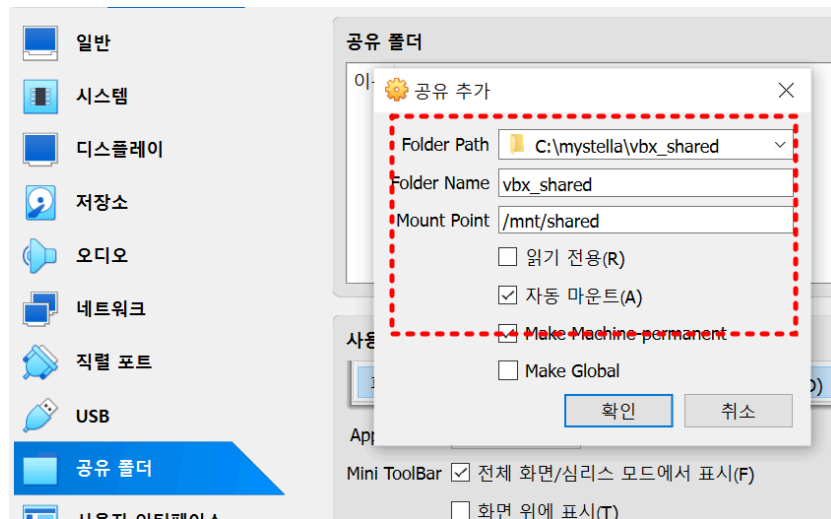 일반
시스템
디스플레이
저장소
오디오
네트워크
직렬 포트
USB
공유 폴더
공유 폴더
공유 추가
Folder Path C:\mystella\vbx_shared
Folder Name vbx_shared
Mount Point /mnt/shared
읽기 전용(R)
자동 마운트(A)
Make Machine-permanent
Make Global
확인 취소
Mini ToolBar 전체 화면/심리스 모드에서 표시(F)
화면 위에 표시(T)